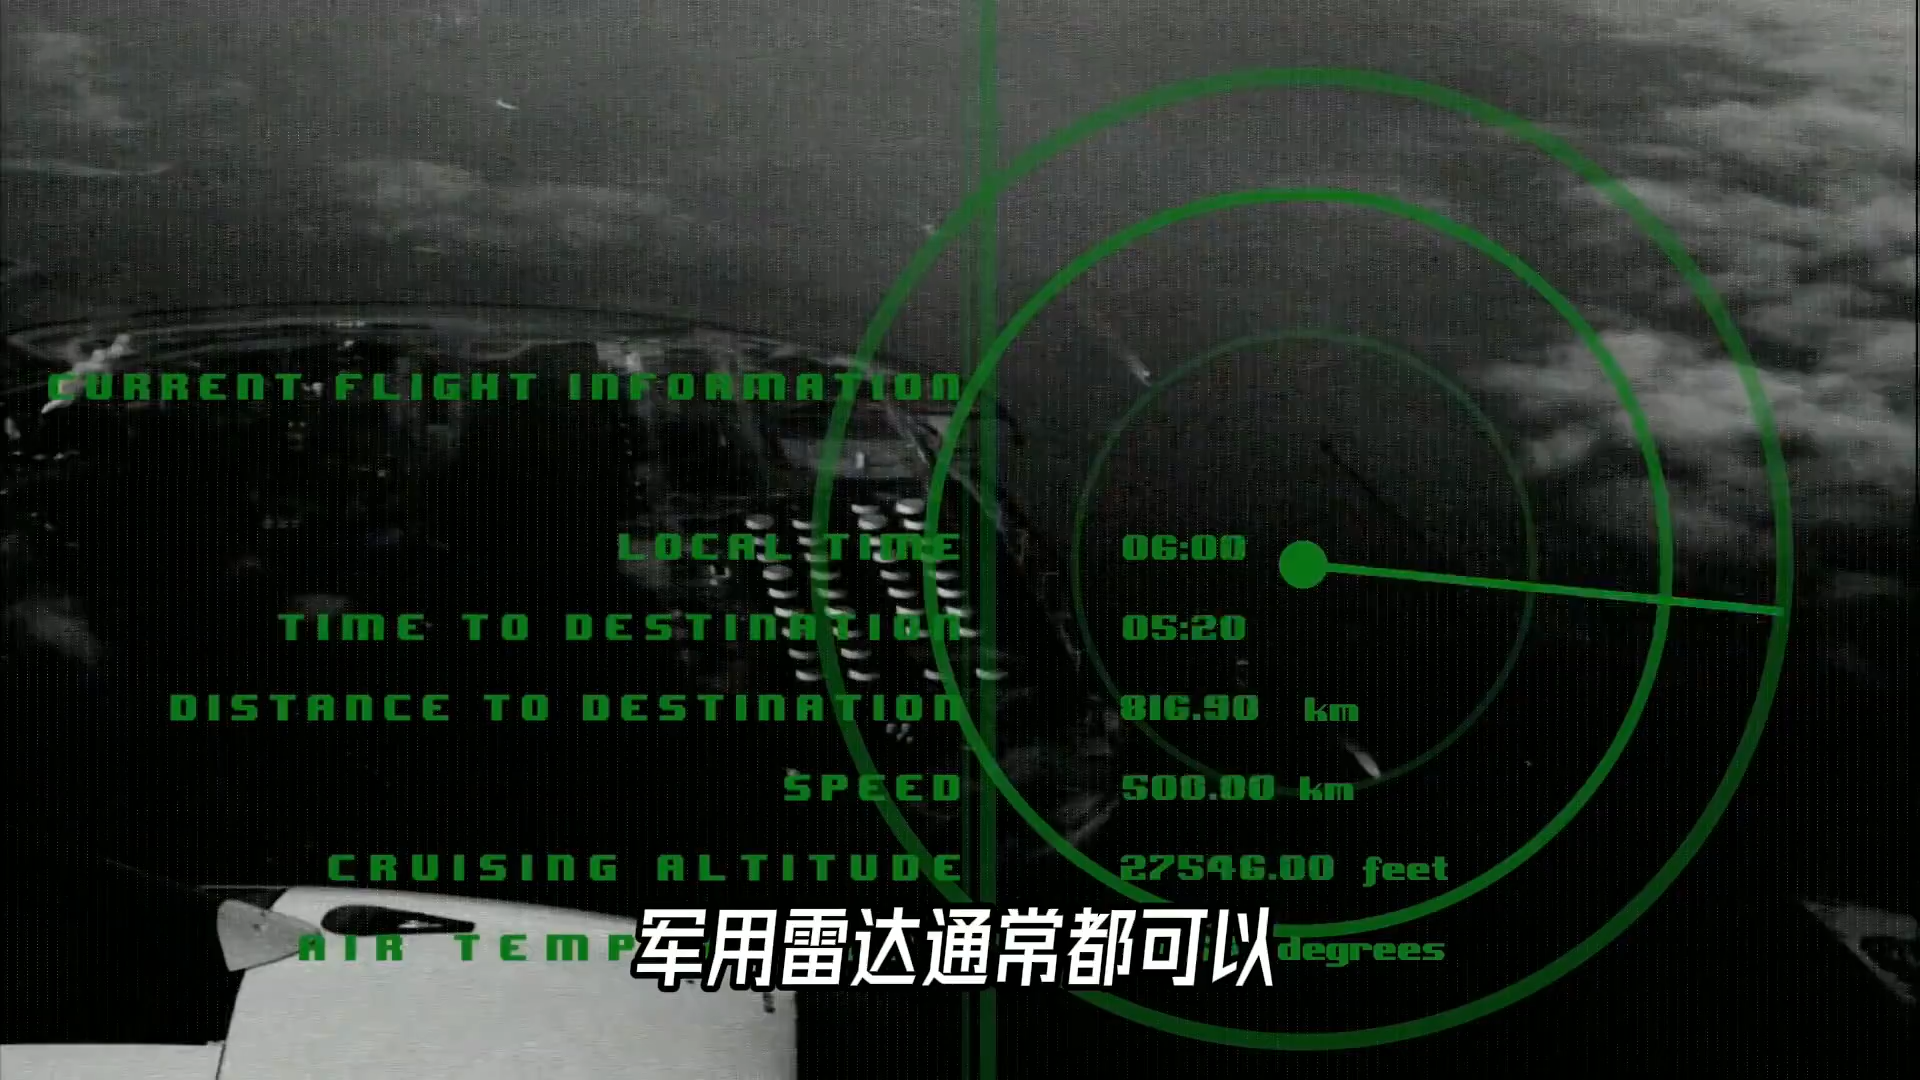 CURRENT FLIGHT INFORMATION
LOCAL TIME 06:00
TIME TO DESTINATION 05:20
DISTANCE TO DESTINATION 816.90 km
SPEED 500.00 km
CRUISING ALTITUDE 27546.00 feet
AIR degrees
军用雷达通常都可以